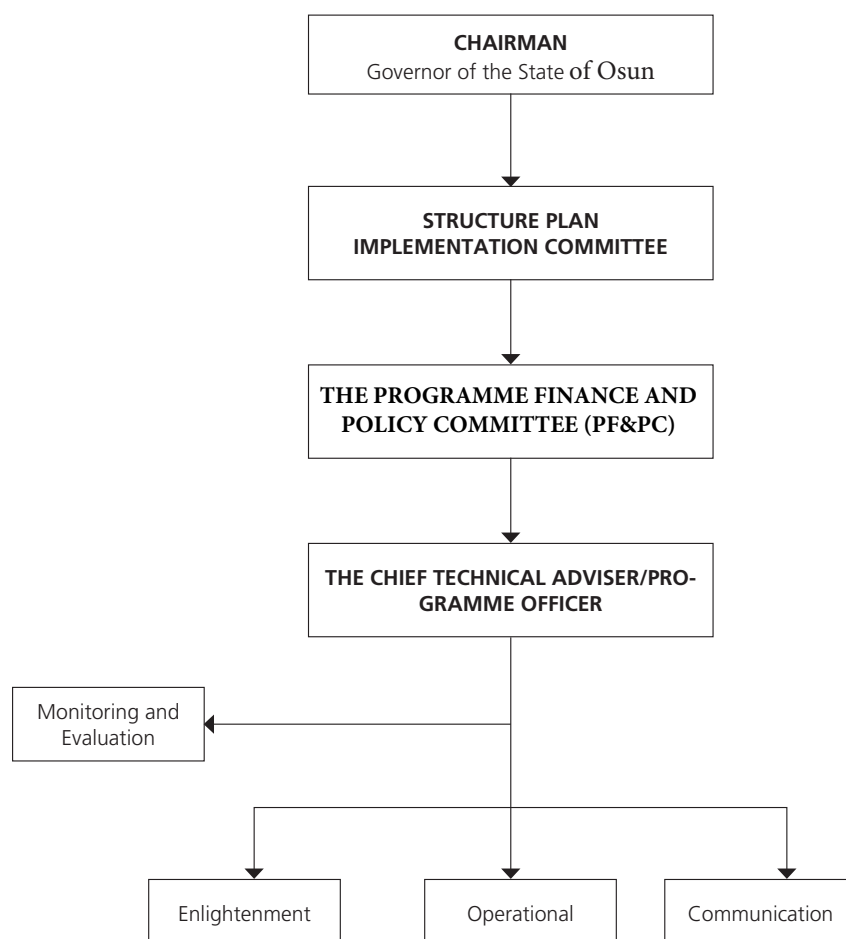 CHAIRMAN
Governor of the State of Osun
STRUCTURE PLAN
IMPLEMENTATION COMMITTEE
THE PROGRAMME FINANCE AND
POLICY COMMITTEE (PF&PC)
THE CHIEF TECHNICAL ADVISER/PRO-
GRAMME OFFICER
Monitoring and
Evaluation
Enlightenment
Operational
Communication